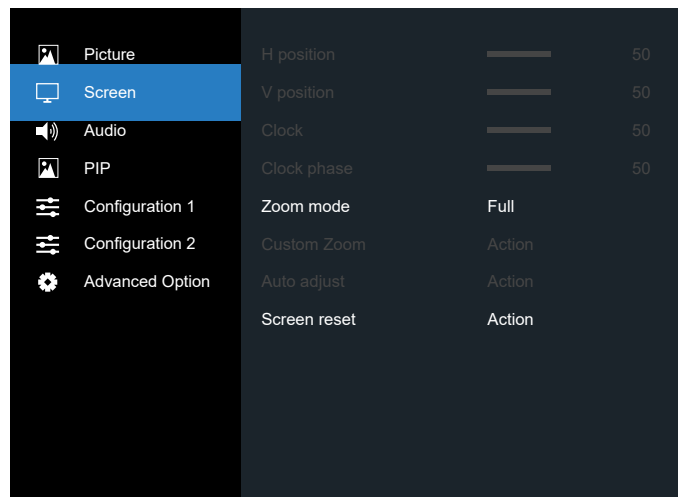 Picture
Screen
Audio
PIP
Configuration 1
Configuration 2
Advanced Option
H position 50
V position 50
Clock 50
Clock phase 50
Zoom mode Full
Custom Zoom Action
Auto adjust Action
Screen reset Action